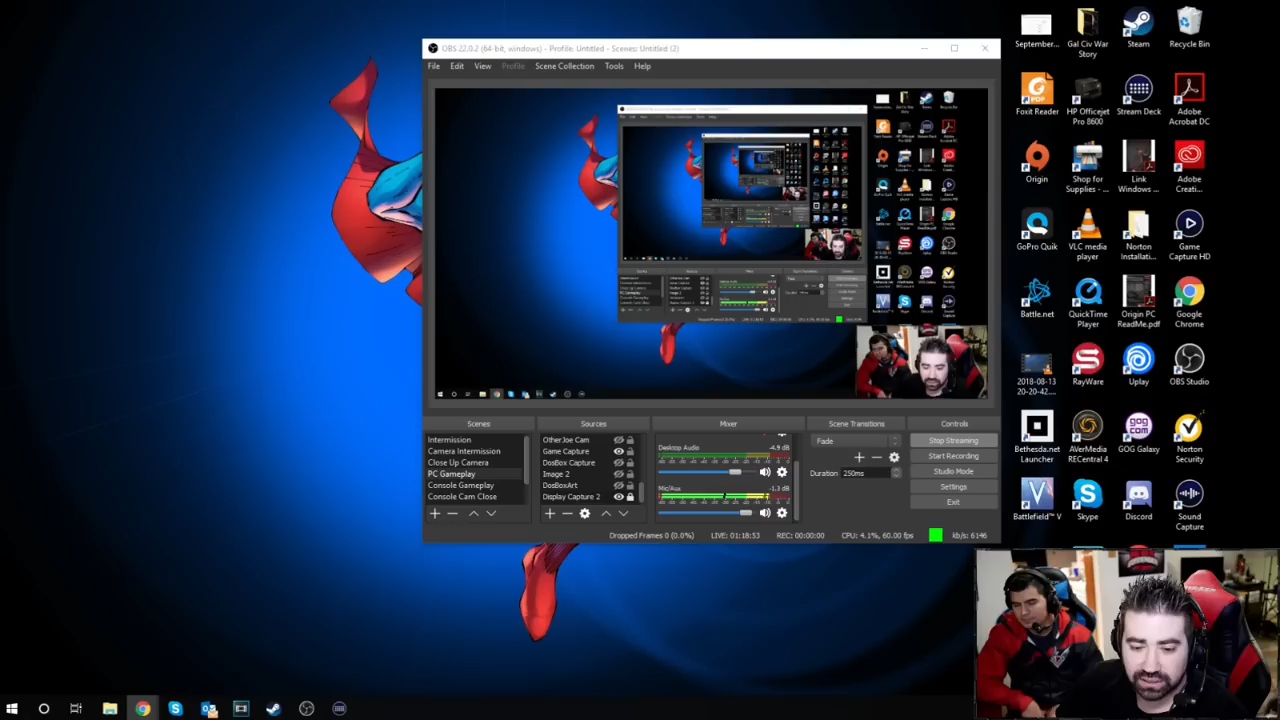 OBS 22.0.2 (64-bit, windows) - Profile: Untitled - Scenes: Untitled (2)
File Edit View Profile Scene Collection Tools Help
Scenes
Intermission
Camera Intermission
Close Up Camera
PC Gameplay
Console Gameplay
Console Cam Close
Sources
OtherJoe Cam
Game Capture
DosBox Capture
Image 2
DosBoxArt
Display Capture 2
Mixer
Desktop Audio -4.9 dB
Mic/Aux -1.3 dB
Scene Transitions
Fade
Duration 250ms
Controls
Stop Streaming
Start Recording
Studio Mode
Settings
Exit
Dropped Frames 0 (0.0%) LIVE: 01:18:53 REC: 00:00:00 CPU: 4.1%, 60.00 fps kb/s: 6146
September...
Gal Civ War
Story
Steam
Recycle Bin
Foxit Reader
HP Officejet
Pro 8600
Stream Deck
Adobe
Acrobat DC
Origin
Shop for
Supplies - ...
Link
Windows ...
Adobe
Creati...
GoPro Quik
VLC media
player
Norton
Installati...
Game
Capture HD
Battle.net
QuickTime
Player
Origin PC
ReadMe.pdf
Google
Chrome
2018-08-13
20-20-42....
RayWare
Uplay
OBS Studio
Bethesda.net
Launcher
AVerMedia
RECentral 4
GOG Galaxy
Norton
Security
Battlefield™ V
Skype
Discord
Sound
Capture